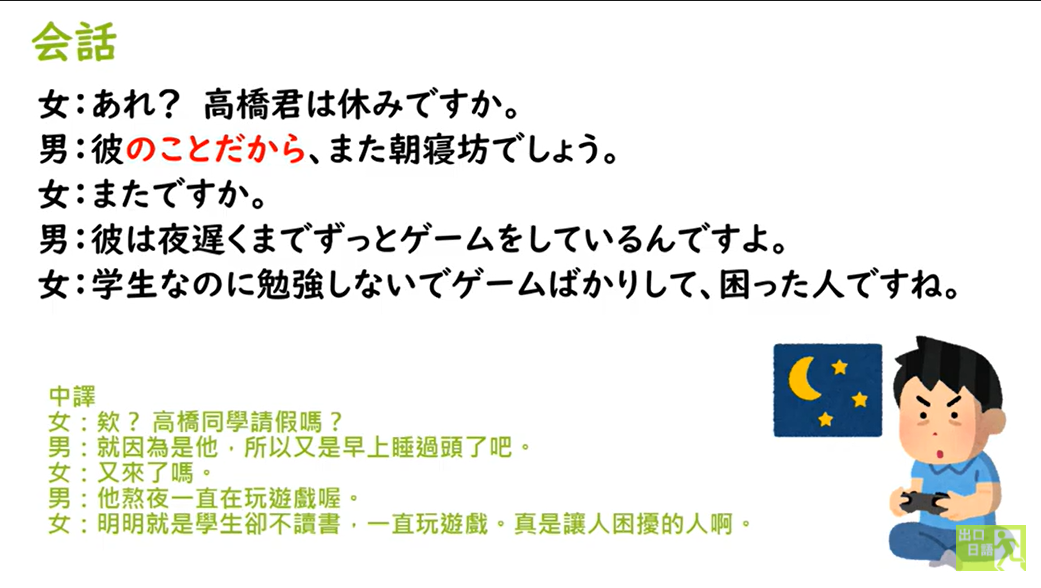 会話
女：あれ？ 高橋君は休みですか。
男：彼のことだから、また朝寝坊でしょう。
女：またですか。
男：彼は夜遅くまでずっとゲームをしているんですよ。
女：学生なのに勉強しないでゲームばかりして、困った人ですね。
中譯
女：欸？ 高橋同學請假嗎？
男：就因為是他，所以又是早上睡過頭了吧。
女：又來了嗎。
男：他熬夜一直在玩遊戲喔。
女：明明就是學生卻不讀書，一直玩遊戲。真是讓人困擾的人啊。
出口
日語